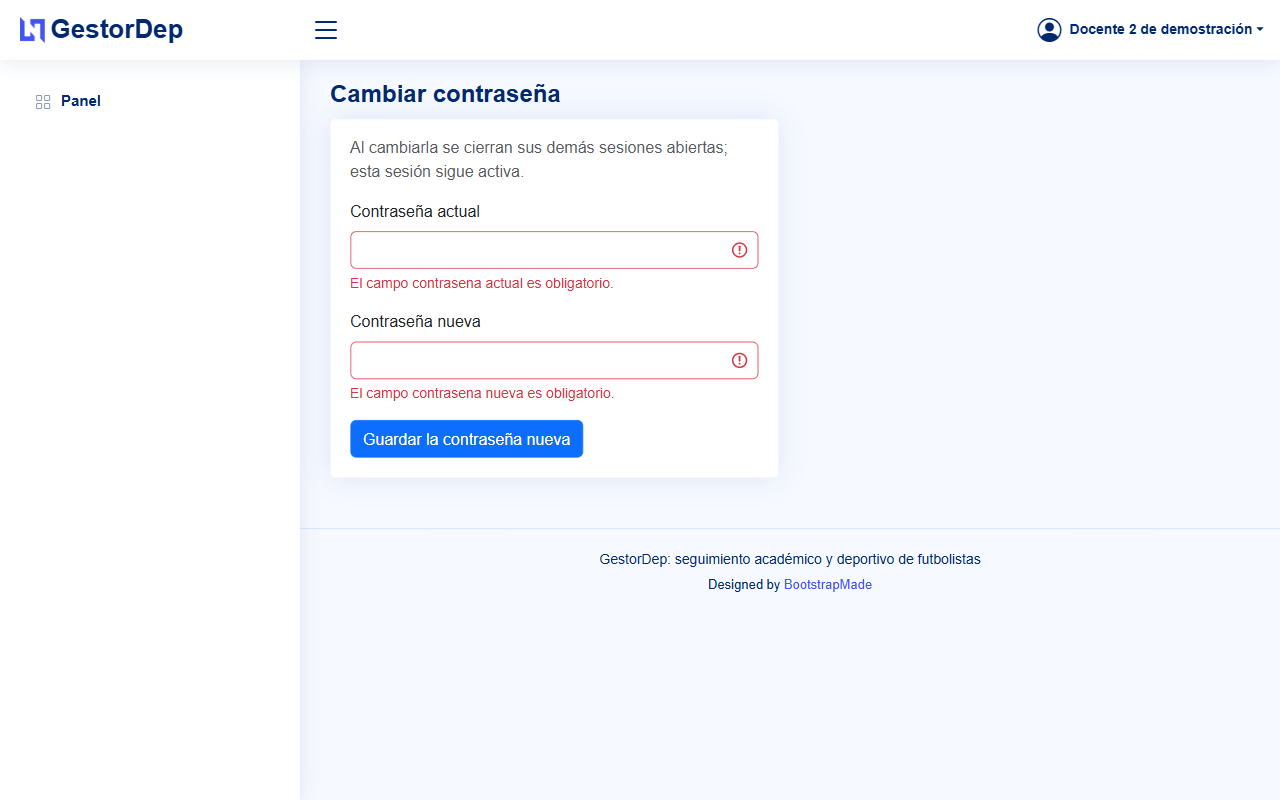 GestorDep
Docente 2 de demostración
Panel
Cambiar contraseña
Al cambiarla se cierran sus demás sesiones abiertas;
esta sesión sigue activa.
Contraseña actual
El campo contrasena actual es obligatorio.
Contraseña nueva
El campo contrasena nueva es obligatorio.
Guardar la contraseña nueva
GestorDep: seguimiento académico y deportivo de futbolistas
Designed by BootstrapMade